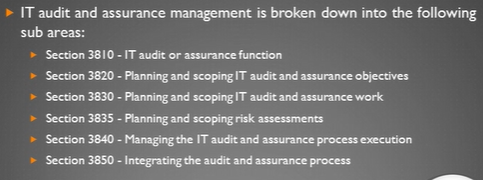 IT audit and assurance management is broken down into the following
sub areas:
Section 3810 - IT audit or assurance function
Section 3820 - Planning and scoping IT audit and assurance objectives
Section 3830 - Planning and scoping IT audit and assurance work
Section 3835 - Planning and scoping risk assessments
Section 3840 - Managing the IT audit and assurance process execution
Section 3850 - Integrating the audit and assurance process